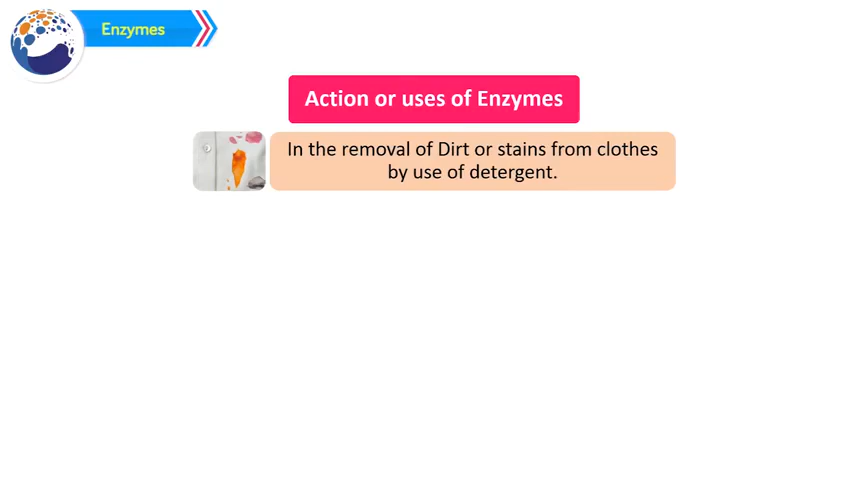 Enzymes
Action or uses of Enzymes
In the removal of Dirt or stains from clothes
by use of detergent.